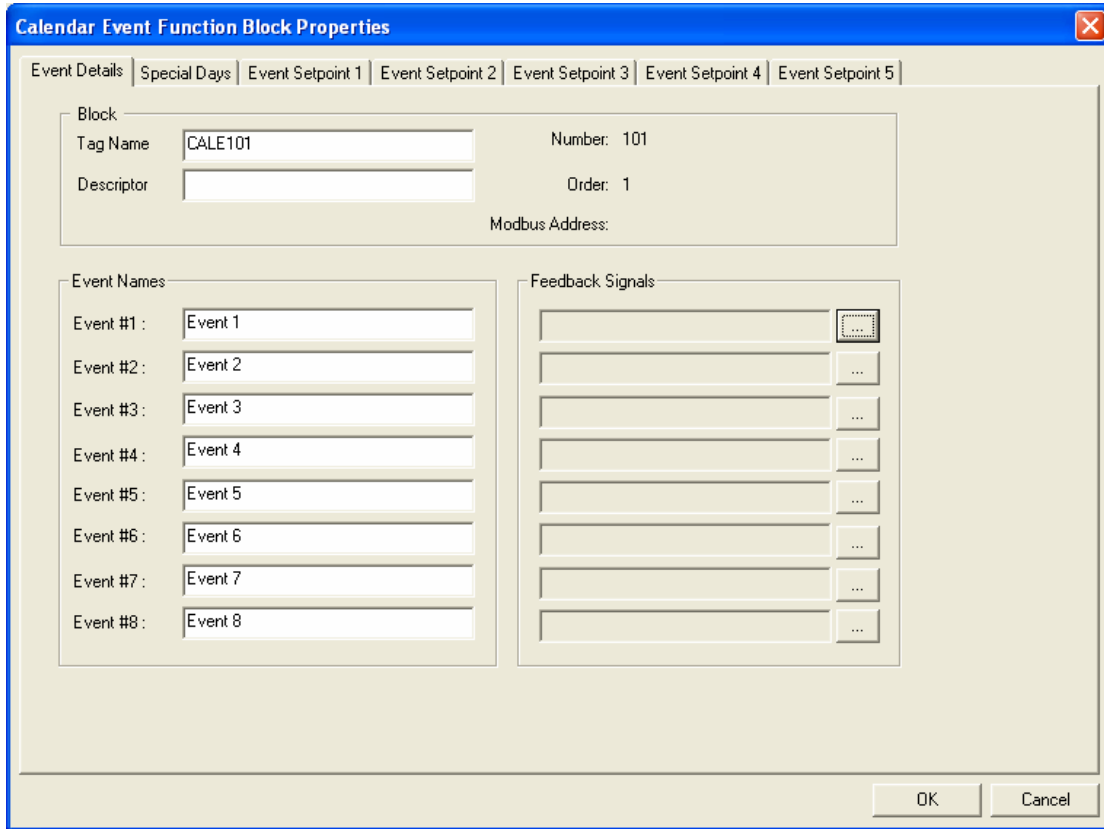 Calendar Event Function Block Properties
Event Details Special Days Event Setpoint 1 Event Setpoint 2 Event Setpoint 3 Event Setpoint 4 Event Setpoint 5
Block
Tag Name CALE101 Number: 101
Descriptor Order: 1
Modbus Address:
Event Names Feedback Signals
Event #1 : Event 1 ...
Event #2 : Event 2 ...
Event #3 : Event 3 ...
Event #4 : Event 4 ...
Event #5 : Event 5 ...
Event #6 : Event 6 ...
Event #7 : Event 7 ...
Event #8 : Event 8 ...
OK Cancel